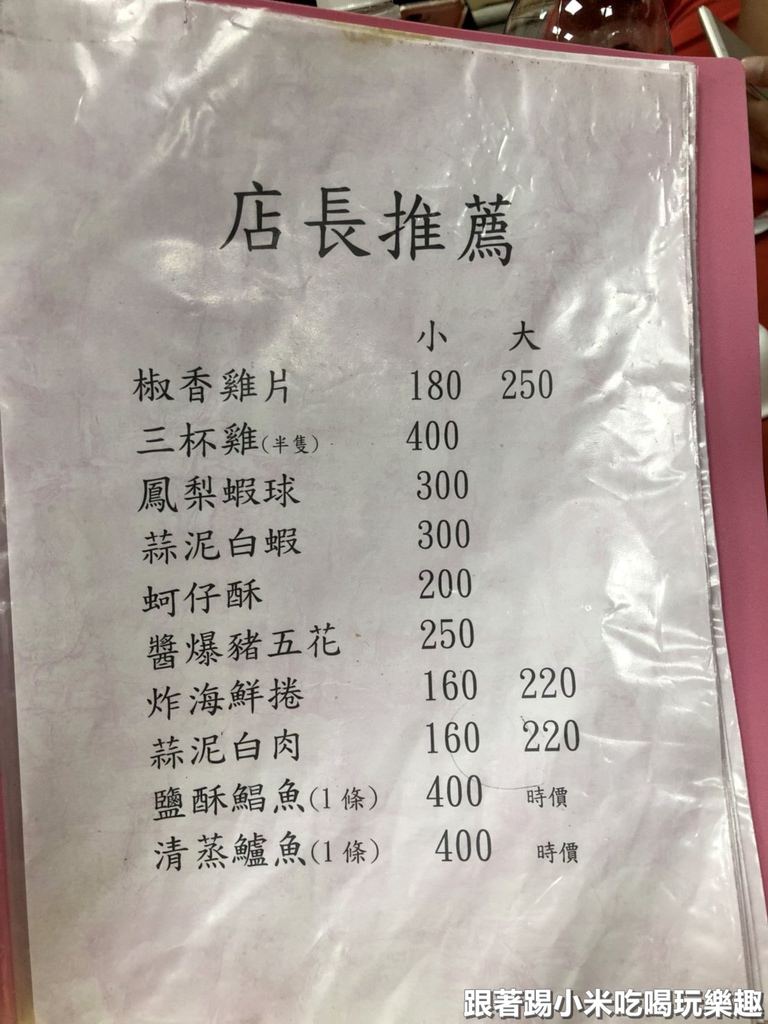 店長推薦
小 大
椒香雞片 180 250
三杯雞(半隻) 400
鳳梨蝦球 300
蒜泥白蝦 300
蚵仔酥 200
醬爆豬五花 250
炸海鮮捲 160 220
蒜泥白肉 160 220
鹽酥鯧魚(1條) 400 時價
清蒸鱸魚(1條) 400 時價
跟著踢小米吃喝玩樂趣